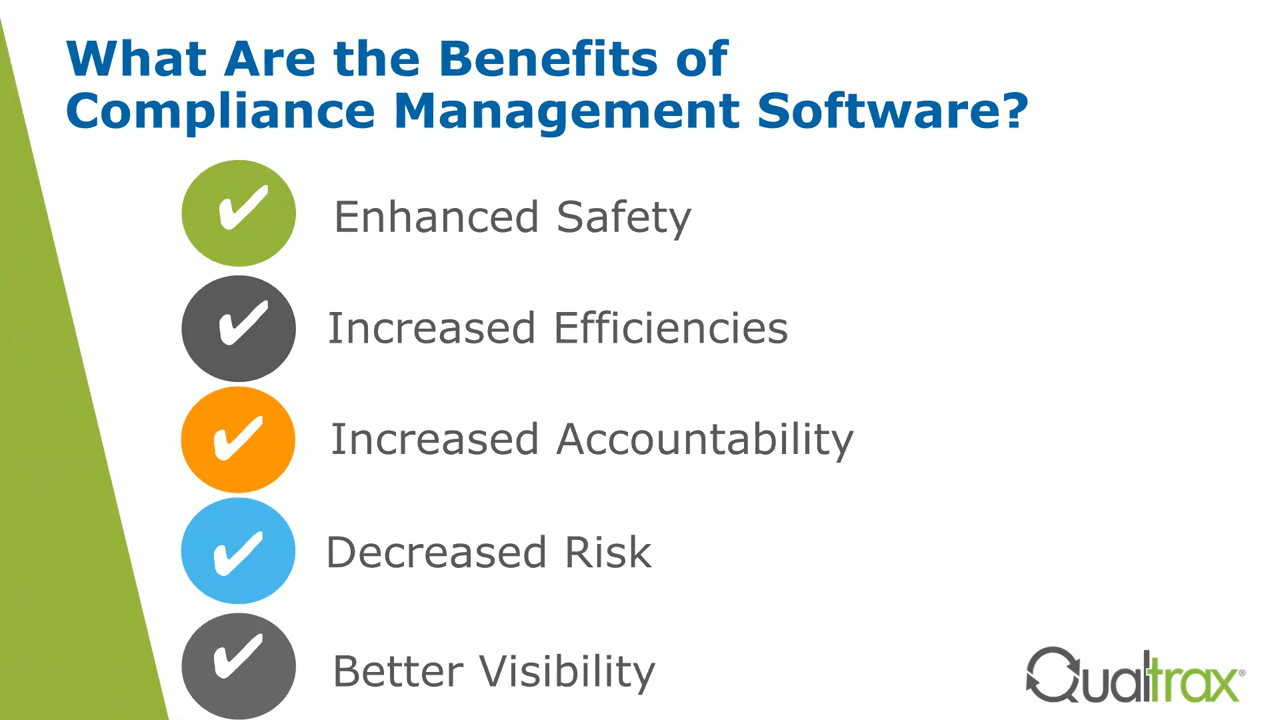 What Are the Benefits of
Compliance Management Software?
Enhanced Safety
Increased Efficiencies
Increased Accountability
Decreased Risk
Better Visibility
Qualtrax®